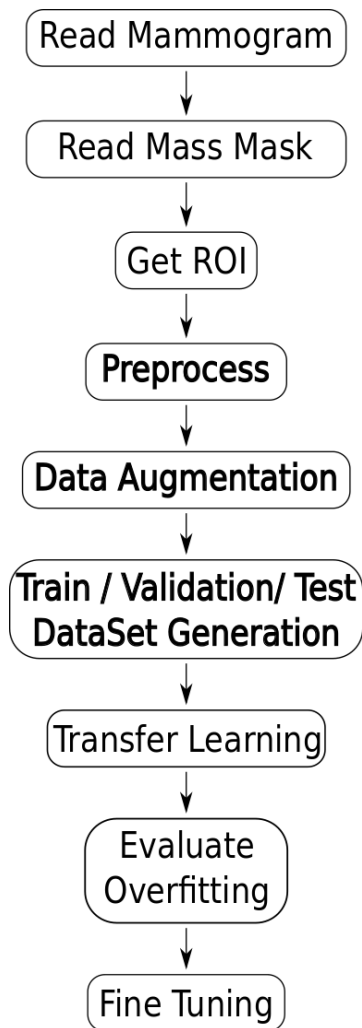 Read Mammogram
Read Mass Mask
Get ROI
Preprocess
Data Augmentation
Train / Validation/ Test
DataSet Generation
Transfer Learning
Evaluate
Overfitting
Fine Tuning